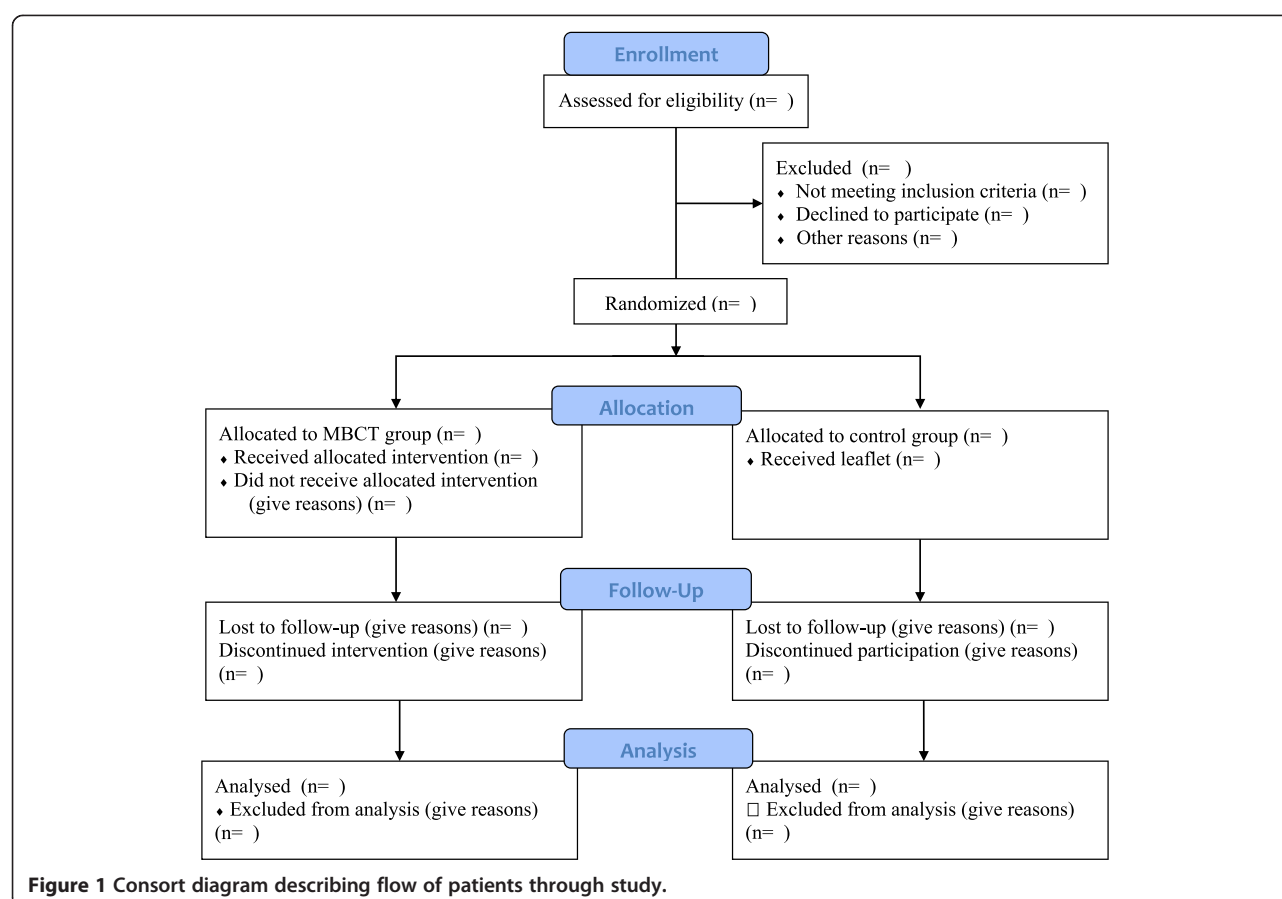 Enrollment
Assessed for eligibility (n=  )
Excluded  (n=  )
♦ Not meeting inclusion criteria (n=  )
♦ Declined to participate (n=  )
♦ Other reasons (n=  )
Randomized (n=  )
Allocation
Allocated to MBCT group (n=  )
♦ Received allocated intervention (n=  )
♦ Did not receive allocated intervention
(give reasons) (n=  )
Allocated to control group (n=  )
♦ Received leaflet (n=  )
Follow-Up
Lost to follow-up (give reasons) (n=  )
Discontinued intervention (give reasons)
(n=  )
Lost to follow-up (give reasons) (n=  )
Discontinued participation (give reasons)
(n=  )
Analysis
Analysed  (n=  )
♦ Excluded from analysis (give reasons)
(n=  )
Analysed  (n=  )
□ Excluded from analysis (give reasons)
(n=  )
Figure 1 Consort diagram describing flow of patients through study.